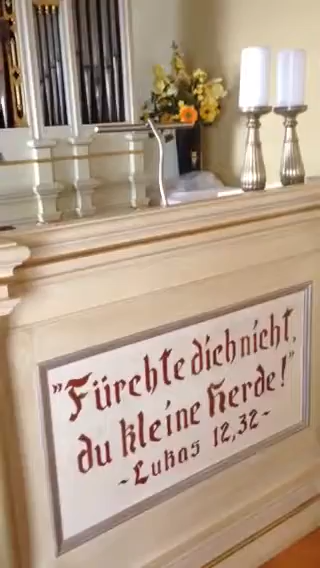 "Fürchte dich nicht,
du kleine Herde!"
-Lukas 12,32-